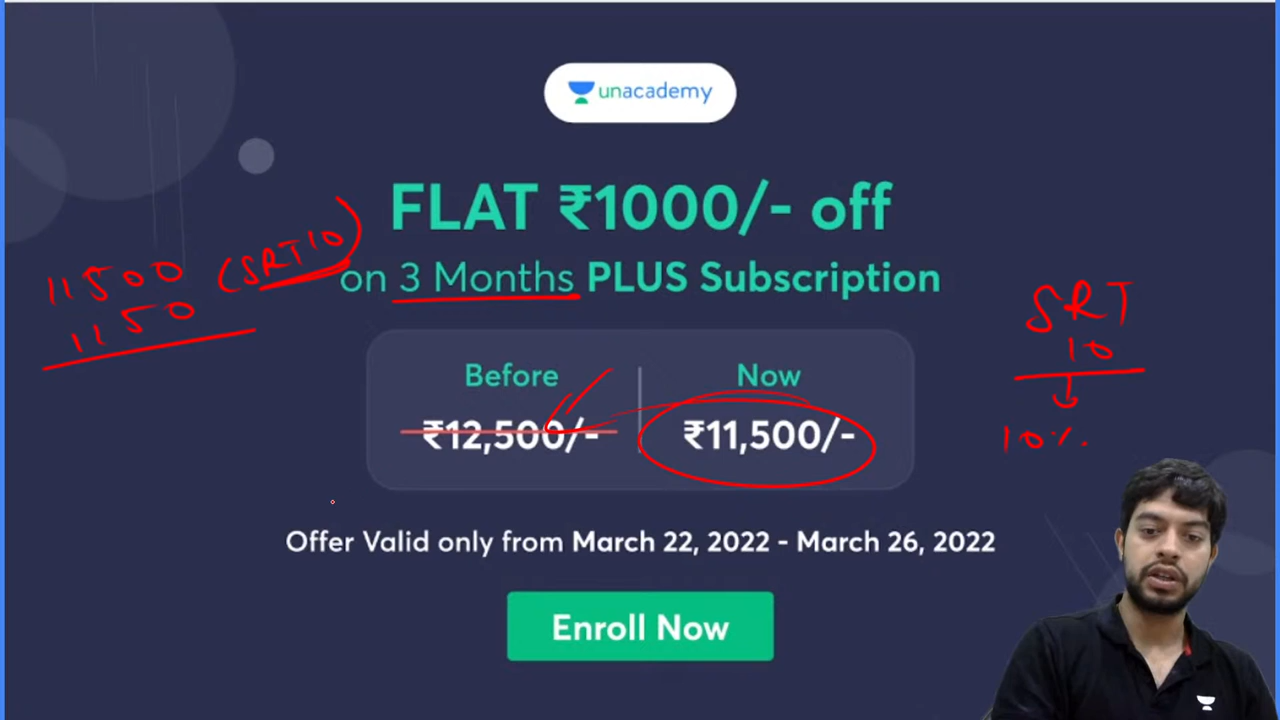 unacademy
FLAT ₹1000/- off
on 3 Months PLUS Subscription
11500 (SRT10)
1150
Before
Now
₹12,500/-
₹11,500/-
SRT
10
10%
Offer Valid only from March 22, 2022 - March 26, 2022
Enroll Now